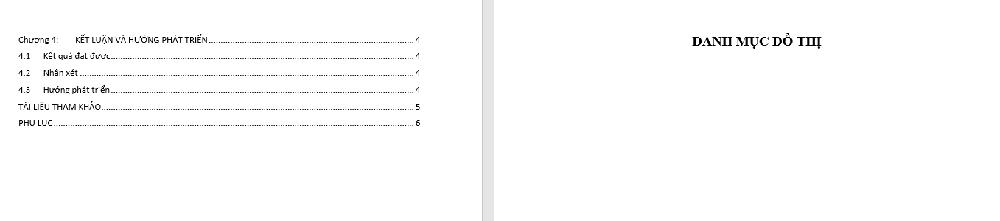 Chương 4: KẾT LUẬN VÀ HƯỚNG PHÁT TRIỂN 4
4.1 Kết quả đạt được 4
4.2 Nhận xét 4
4.3 Hướng phát triển 4
TÀI LIỆU THAM KHẢO 5
PHỤ LỤC 6
DANH MỤC ĐỒ THỊ